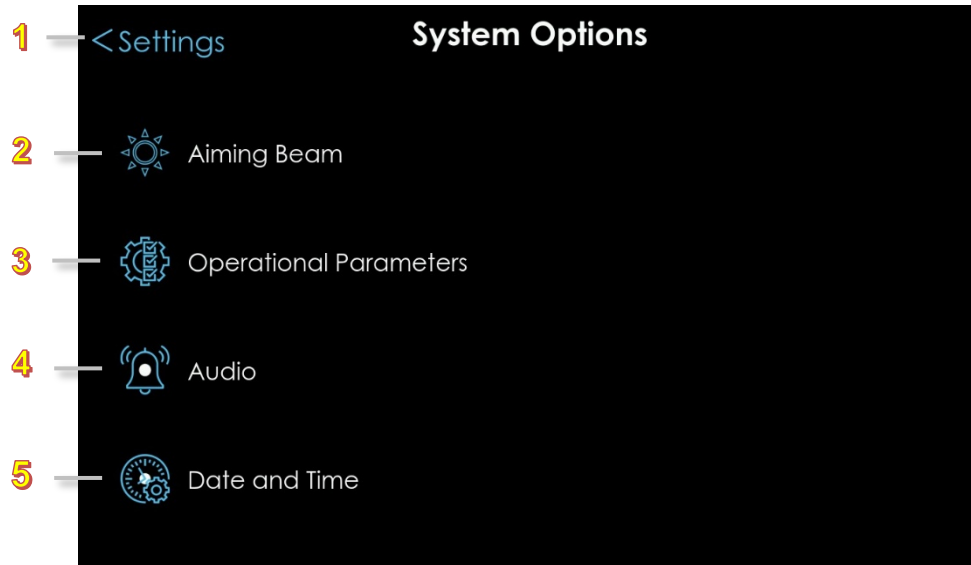 1 <Settings System Options
2 Aiming Beam
3 Operational Parameters
4 Audio
5 Date and Time